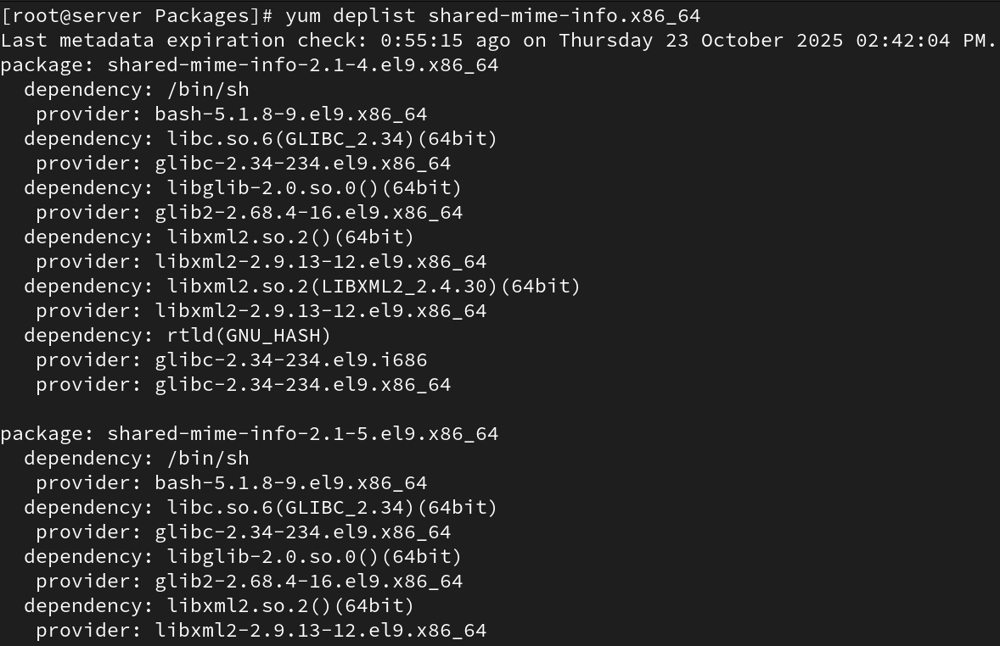 [root@server Packages]# yum deplist shared-mime-info.x86_64
Last metadata expiration check: 0:55:15 ago on Thursday 23 October 2025 02:42:04 PM.
package: shared-mime-info-2.1-4.el9.x86_64
  dependency: /bin/sh
   provider: bash-5.1.8-9.el9.x86_64
  dependency: libc.so.6(GLIBC_2.34)(64bit)
   provider: glibc-2.34-234.el9.x86_64
  dependency: libglib-2.0.so.0()(64bit)
   provider: glib2-2.68.4-16.el9.x86_64
  dependency: libxml2.so.2()(64bit)
   provider: libxml2-2.9.13-12.el9.x86_64
  dependency: libxml2.so.2(LIBXML2_2.4.30)(64bit)
   provider: libxml2-2.9.13-12.el9.x86_64
  dependency: rtld(GNU_HASH)
   provider: glibc-2.34-234.el9.i686
   provider: glibc-2.34-234.el9.x86_64

package: shared-mime-info-2.1-5.el9.x86_64
  dependency: /bin/sh
   provider: bash-5.1.8-9.el9.x86_64
  dependency: libc.so.6(GLIBC_2.34)(64bit)
   provider: glibc-2.34-234.el9.x86_64
  dependency: libglib-2.0.so.0()(64bit)
   provider: glib2-2.68.4-16.el9.x86_64
  dependency: libxml2.so.2()(64bit)
   provider: libxml2-2.9.13-12.el9.x86_64